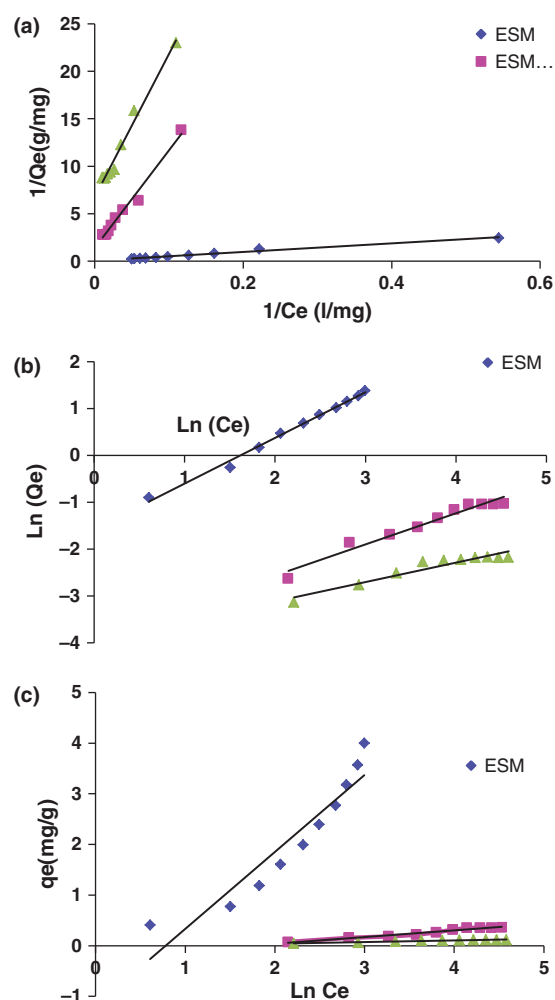 (a)
25
20
15
10
5
0
1/Qe(g/mg)
0 0.2 0.4 0.6
1/Ce (l/mg)
ESM
ESM…
(b)
2
1
0
−1
−2
−3
−4
Ln (Qe)
Ln (Ce)
0 1 2 3 4 5
ESM
(c)
5
4
3
2
1
0
−1
qe(mg/g)
0 1 2 3 4 5
Ln Ce
ESM